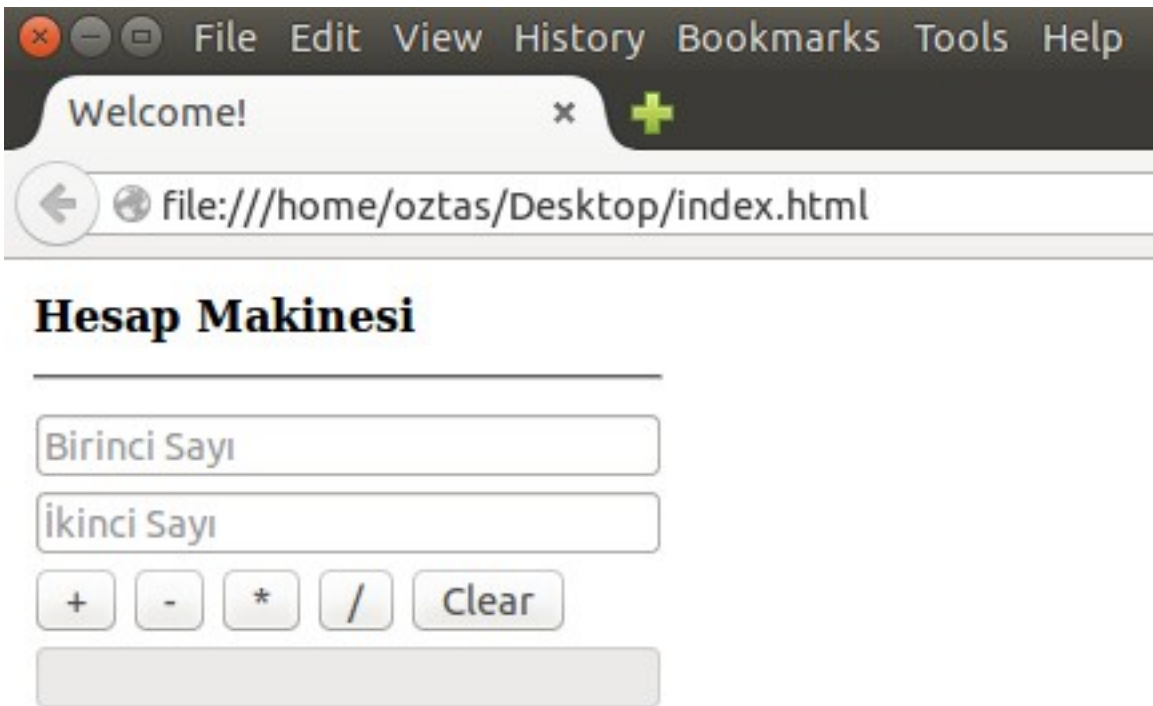 File Edit View History Bookmarks Tools Help
Welcome!
file:///home/oztas/Desktop/index.html
Hesap Makinesi
Birinci Sayı
İkinci Sayı
+ - * / Clear